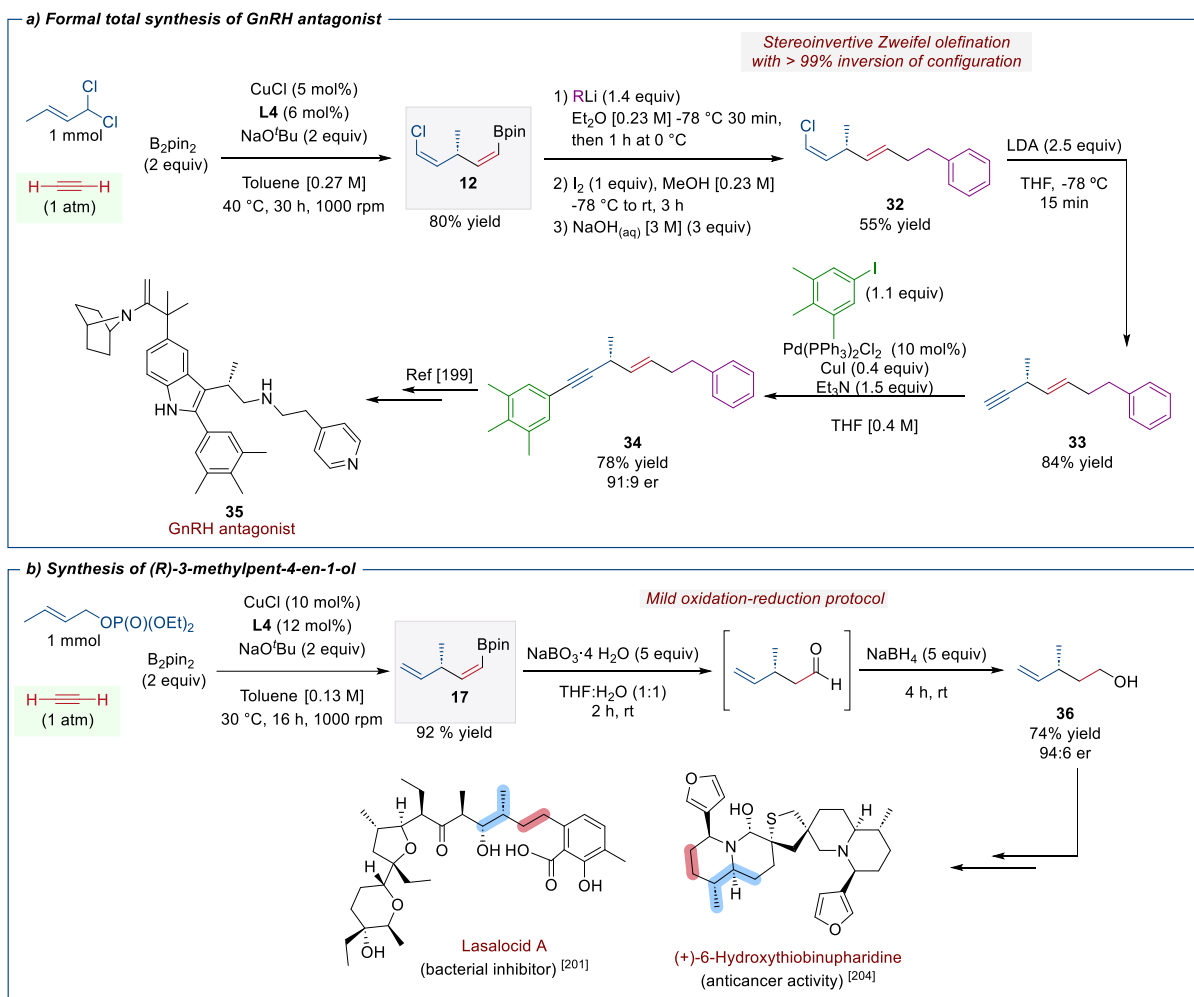 a) Formal total synthesis of GnRH antagonist
Stereoinvertive Zweifel olefination
with > 99% inversion of configuration
Cl
Cl
1 mmol
B2pin2
(2 equiv)
H H
(1 atm)
CuCl (5 mol%)
L4 (6 mol%)
NaOtBu (2 equiv)
Toluene [0.27 M]
40 °C, 30 h, 1000 rpm
Cl
Bpin
12
80% yield
1) RLi (1.4 equiv)
Et2O [0.23 M] -78 °C 30 min,
then 1 h at 0 °C
2) I2 (1 equiv), MeOH [0.23 M]
-78 °C to rt, 3 h
3) NaOH(aq) [3 M] (3 equiv)
Cl
32
55% yield
LDA (2.5 equiv)
THF, -78 ºC
15 min
I
(1.1 equiv)
Pd(PPh3)2Cl2 (10 mol%)
CuI (0.4 equiv)
Et3N (1.5 equiv)
THF [0.4 M]
33
84% yield
34
78% yield
91:9 er
Ref [199]
N
HN
H
N
N
35
GnRH antagonist
b) Synthesis of (R)-3-methylpent-4-en-1-ol
OP(O)(OEt)2
1 mmol
B2pin2
(2 equiv)
H H
(1 atm)
CuCl (10 mol%)
L4 (12 mol%)
NaOtBu (2 equiv)
Toluene [0.13 M]
30 °C, 16 h, 1000 rpm
Bpin
17
92 % yield
Mild oxidation-reduction protocol
NaBO3·4 H2O (5 equiv)
THF:H2O (1:1)
2 h, rt
O
H
NaBH4 (5 equiv)
4 h, rt
OH
36
74% yield
94:6 er
H
O
O
OH
HO
O
OH
H
O
OH
Lasalocid A
(bacterial inhibitor) [201]
O
HO
S
H
N
N
H
O
(+)-6-Hydroxythiobinupharidine
(anticancer activity) [204]